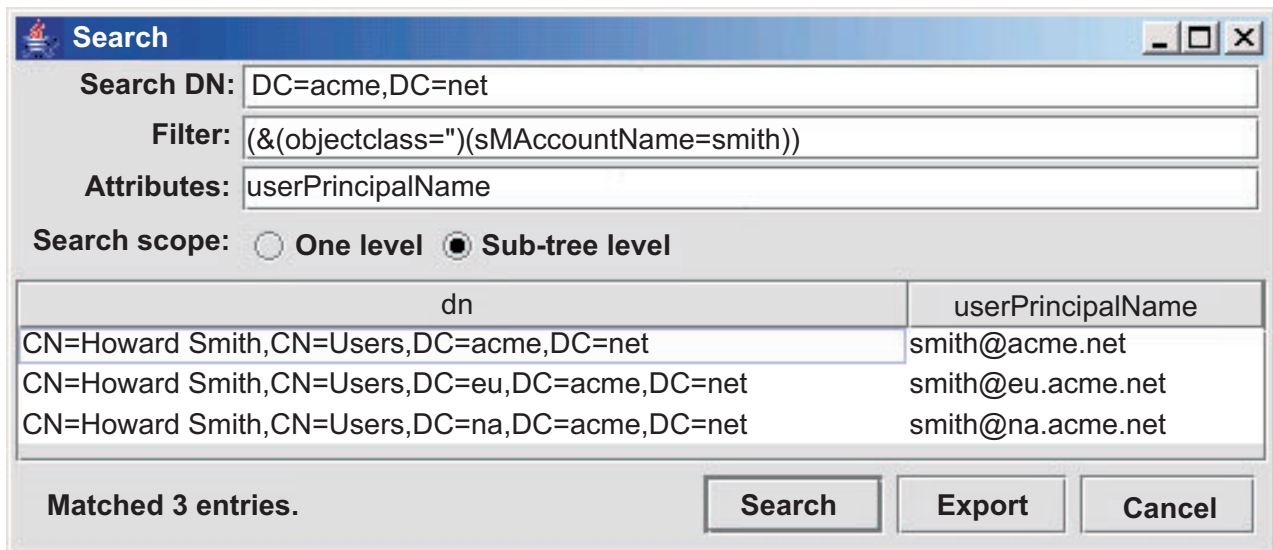 Search
Search DN: DC=acme,DC=net
Filter: (&(objectclass=")(sMAccountName=smith))
Attributes: userPrincipalName
Search scope: One level Sub-tree level
dn userPrincipalName
CN=Howard Smith,CN=Users,DC=acme,DC=net smith@acme.net
CN=Howard Smith,CN=Users,DC=eu,DC=acme,DC=net smith@eu.acme.net
CN=Howard Smith,CN=Users,DC=na,DC=acme,DC=net smith@na.acme.net
Matched 3 entries. Search Export Cancel